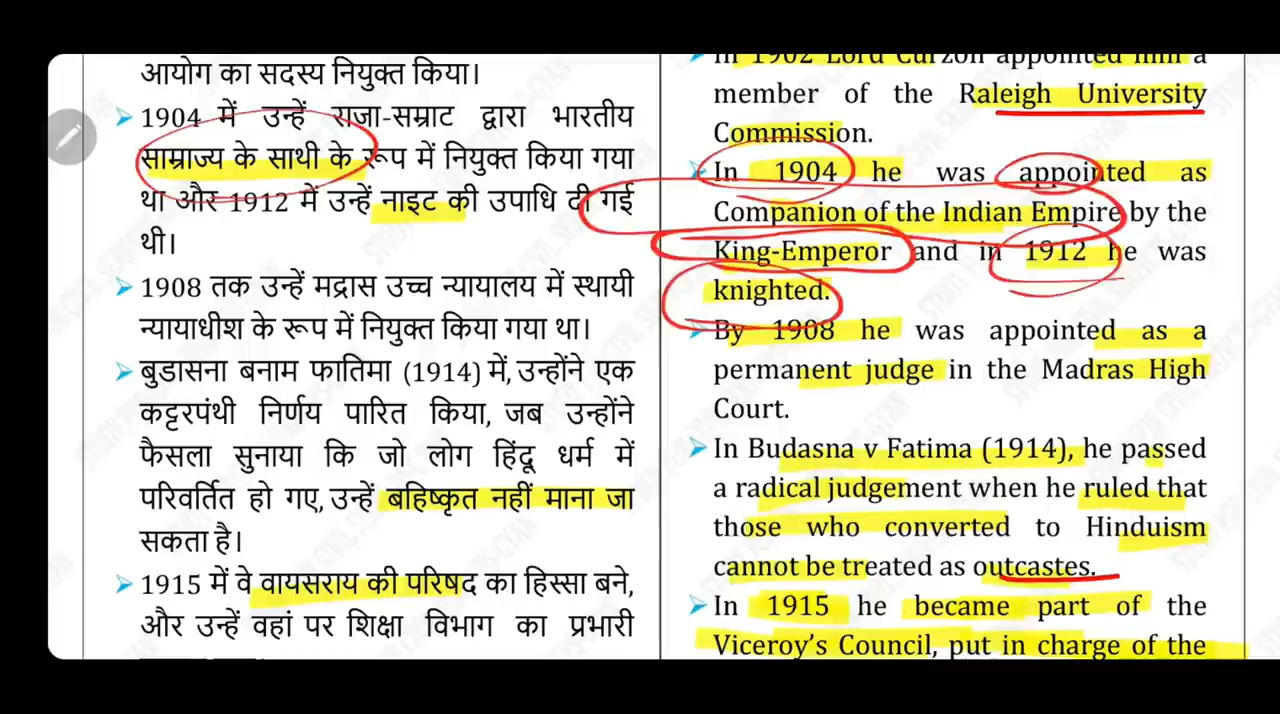 आयोग का सदस्य नियुक्त किया।
1904 में उन्हें राजा-सम्राट द्वारा भारतीय
साम्राज्य के साथी के रूप में नियुक्त किया गया
था और 1912 में उन्हें नाइट की उपाधि दी गई
थी।
1908 तक उन्हें मद्रास उच्च न्यायालय में स्थायी
न्यायाधीश के रूप में नियुक्त किया गया था।
बुडासना बनाम फातिमा (1914) में, उन्होंने एक
कट्टरपंथी निर्णय पारित किया, जब उन्होंने
फैसला सुनाया कि जो लोग हिंदू धर्म में
परिवर्तित हो गए, उन्हें बहिष्कृत नहीं माना जा
सकता है।
1915 में वे वायसराय की परिषद का हिस्सा बने,
और उन्हें वहां पर शिक्षा विभाग का प्रभारी
In 1902 Lord Curzon appointed him a
member of the Raleigh University
Commission.
In 1904 he was appointed as
Companion of the Indian Empire by the
King-Emperor and in 1912 he was
knighted.
By 1908 he was appointed as a
permanent judge in the Madras High
Court.
In Budasna v Fatima (1914), he passed
a radical judgement when he ruled that
those who converted to Hinduism
cannot be treated as outcastes.
In 1915 he became part of the
Viceroy's Council, put in charge of the